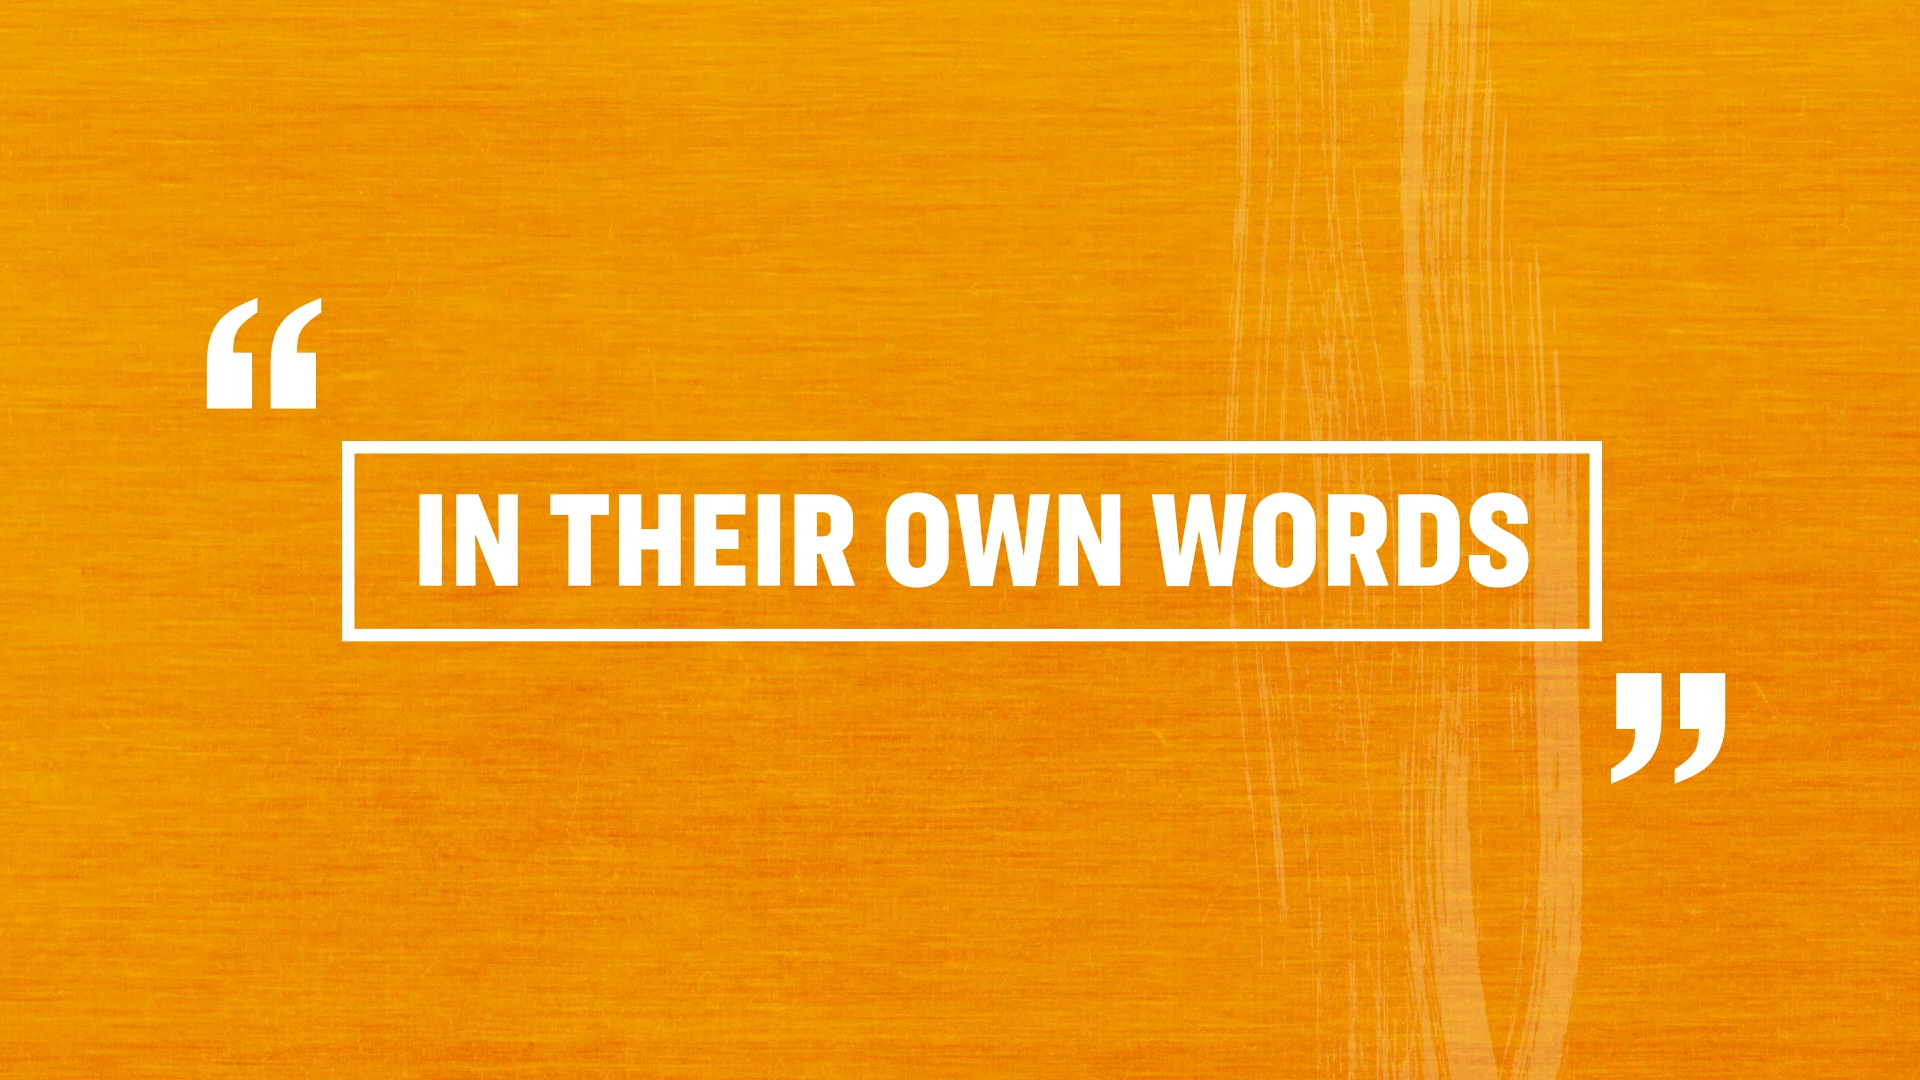 “
IN THEIR OWN WORDS
”